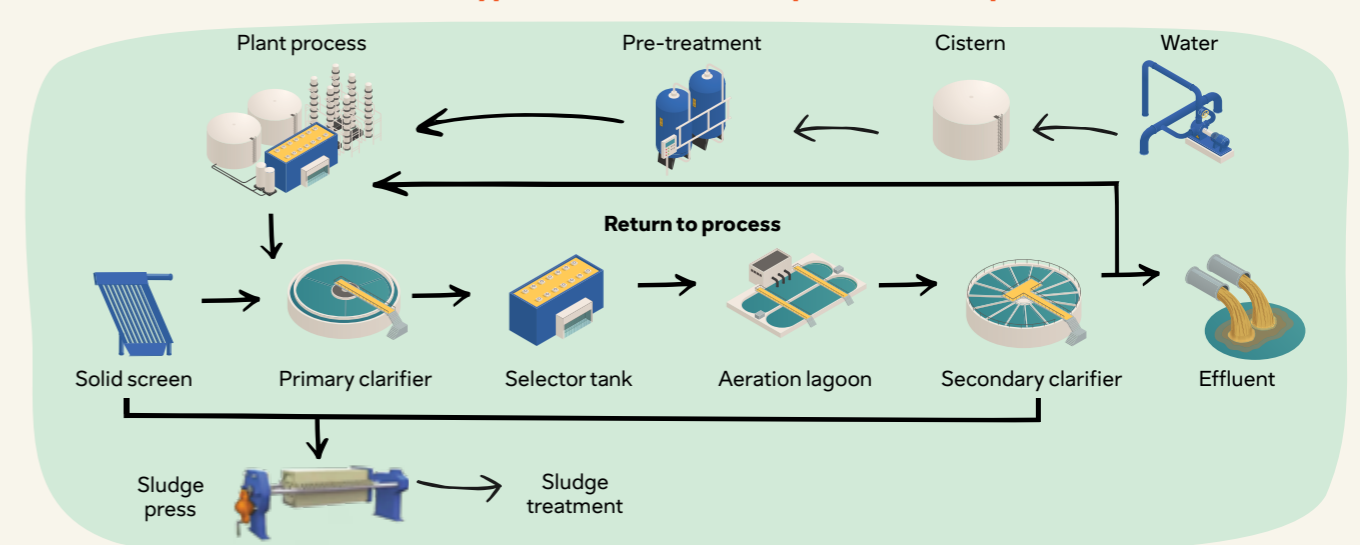 Plant process
Pre-treatment
Cistern
Water
Return to process
Solid screen
Primary clarifier
Selector tank
Aeration lagoon
Secondary clarifier
Effluent
Sludge
press
Sludge
treatment